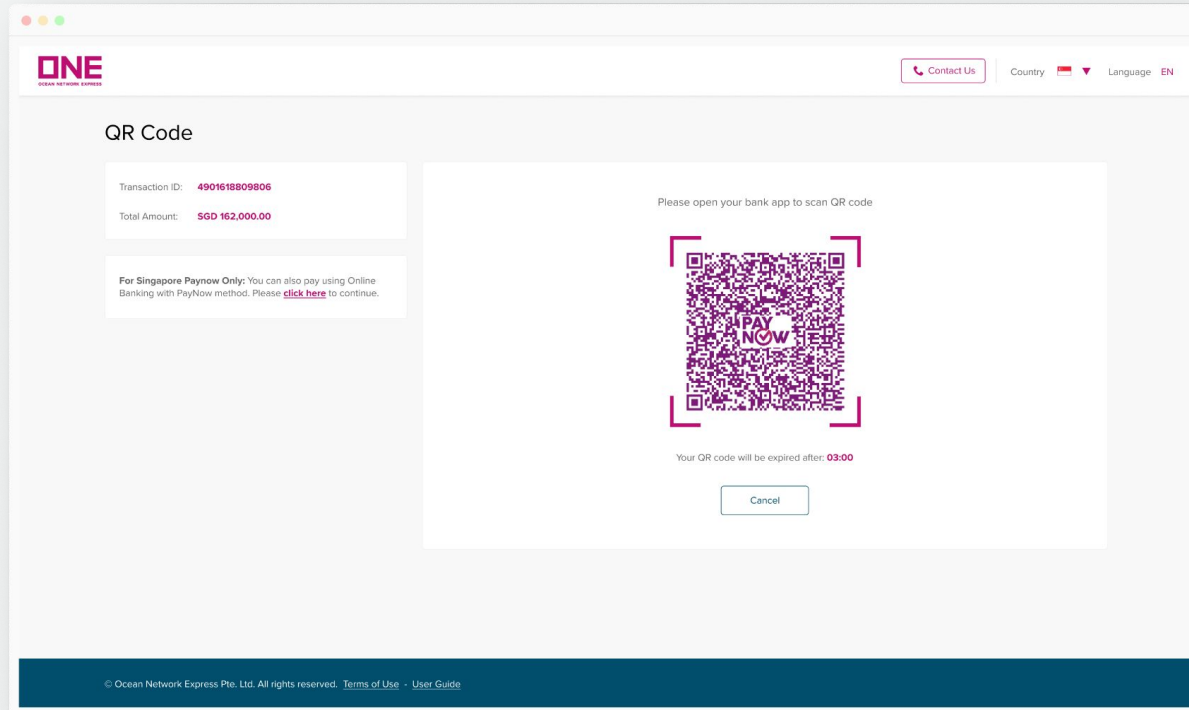 ONE
OCEAN NETWORK EXPRESS
Contact Us
Country
Language EN
QR Code
Transaction ID: 4901618809806
Total Amount: SGD 162,000.00
For Singapore Paynow Only: You can also pay using Online
Banking with PayNow method. Please click here to continue.
Please open your bank app to scan QR code
PAY
NOW
Your QR code will be expired after: 03:00
Cancel
© Ocean Network Express Pte. Ltd. All rights reserved. Terms of Use - User Guide